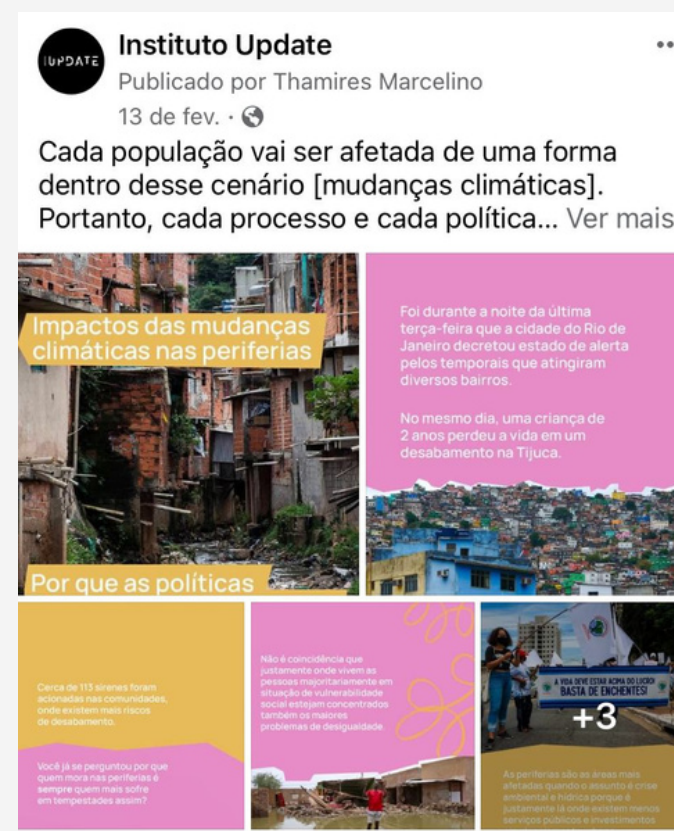 IUPDATE
Instituto Update
Publicado por Thamires Marcelino
13 de fev. ·
Cada população vai ser afetada de uma forma
dentro desse cenário [mudanças climáticas].
Portanto, cada processo e cada política... Ver mais
Impactos das mudanças
climáticas nas periferias
Por que as políticas
Foi durante a noite da última
terça-feira que a cidade do Rio de
Janeiro decretou estado de alerta
pelos temporais que atingiram
diversos bairros.
No mesmo dia, uma criança de
2 anos perdeu a vida em um
desabamento na Tijuca.
Cerca de 113 sirenes foram
acionadas nas comunidades,
onde existem mais riscos
de desabamento.
Você já se perguntou por que
quem mora nas periferias é
sempre quem mais sofre
em tempestades assim?
Não é coincidência que
justamente onde vivem as
pessoas majoritariamente em
situação de vulnerabilidade
social estejam concentrados
também os maiores
problemas de desigualdade.
A VIDA DEVE ESTAR ACIMA DO LUCRO!
BASTA DE ENCHENTES!
+3
As periferias são as áreas mais
afetadas quando o assunto é crise
ambiental e hídrica porque é
justamente lá onde existem menos
serviços públicos e investimentos